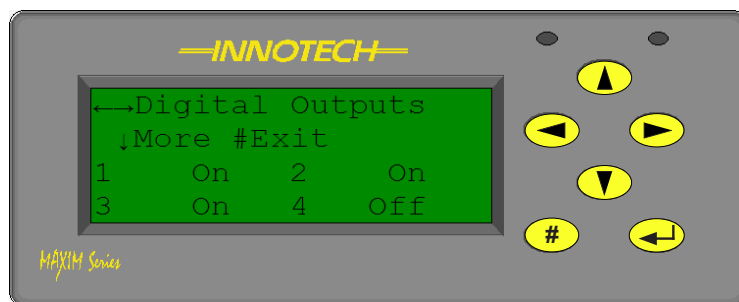 INNOTECH
←→Digital Outputs
↓More #Exit
1 On 2 On
3 On 4 Off
#
MAXIM Series